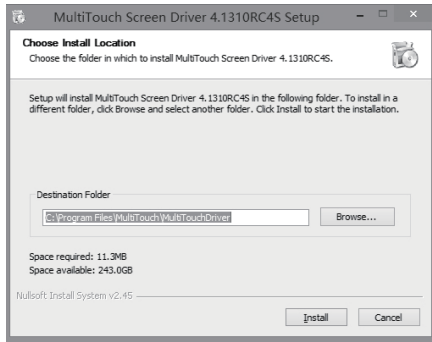 MultiTouch Screen Driver 4.1310RC4S Setup
Choose Install Location
Choose the folder in which to install MultiTouch Screen Driver 4.1310RC4S.
Setup will install MultiTouch Screen Driver 4.1310RC4S in the following folder. To install in a
different folder, click Browse and select another folder. Click Install to start the installation.
Destination Folder
C:\Program Files\MultiTouch\MultiTouchDriver
Browse...
Space required: 11.3MB
Space available: 243.0GB
Nullsoft Install System v2.45
Install
Cancel